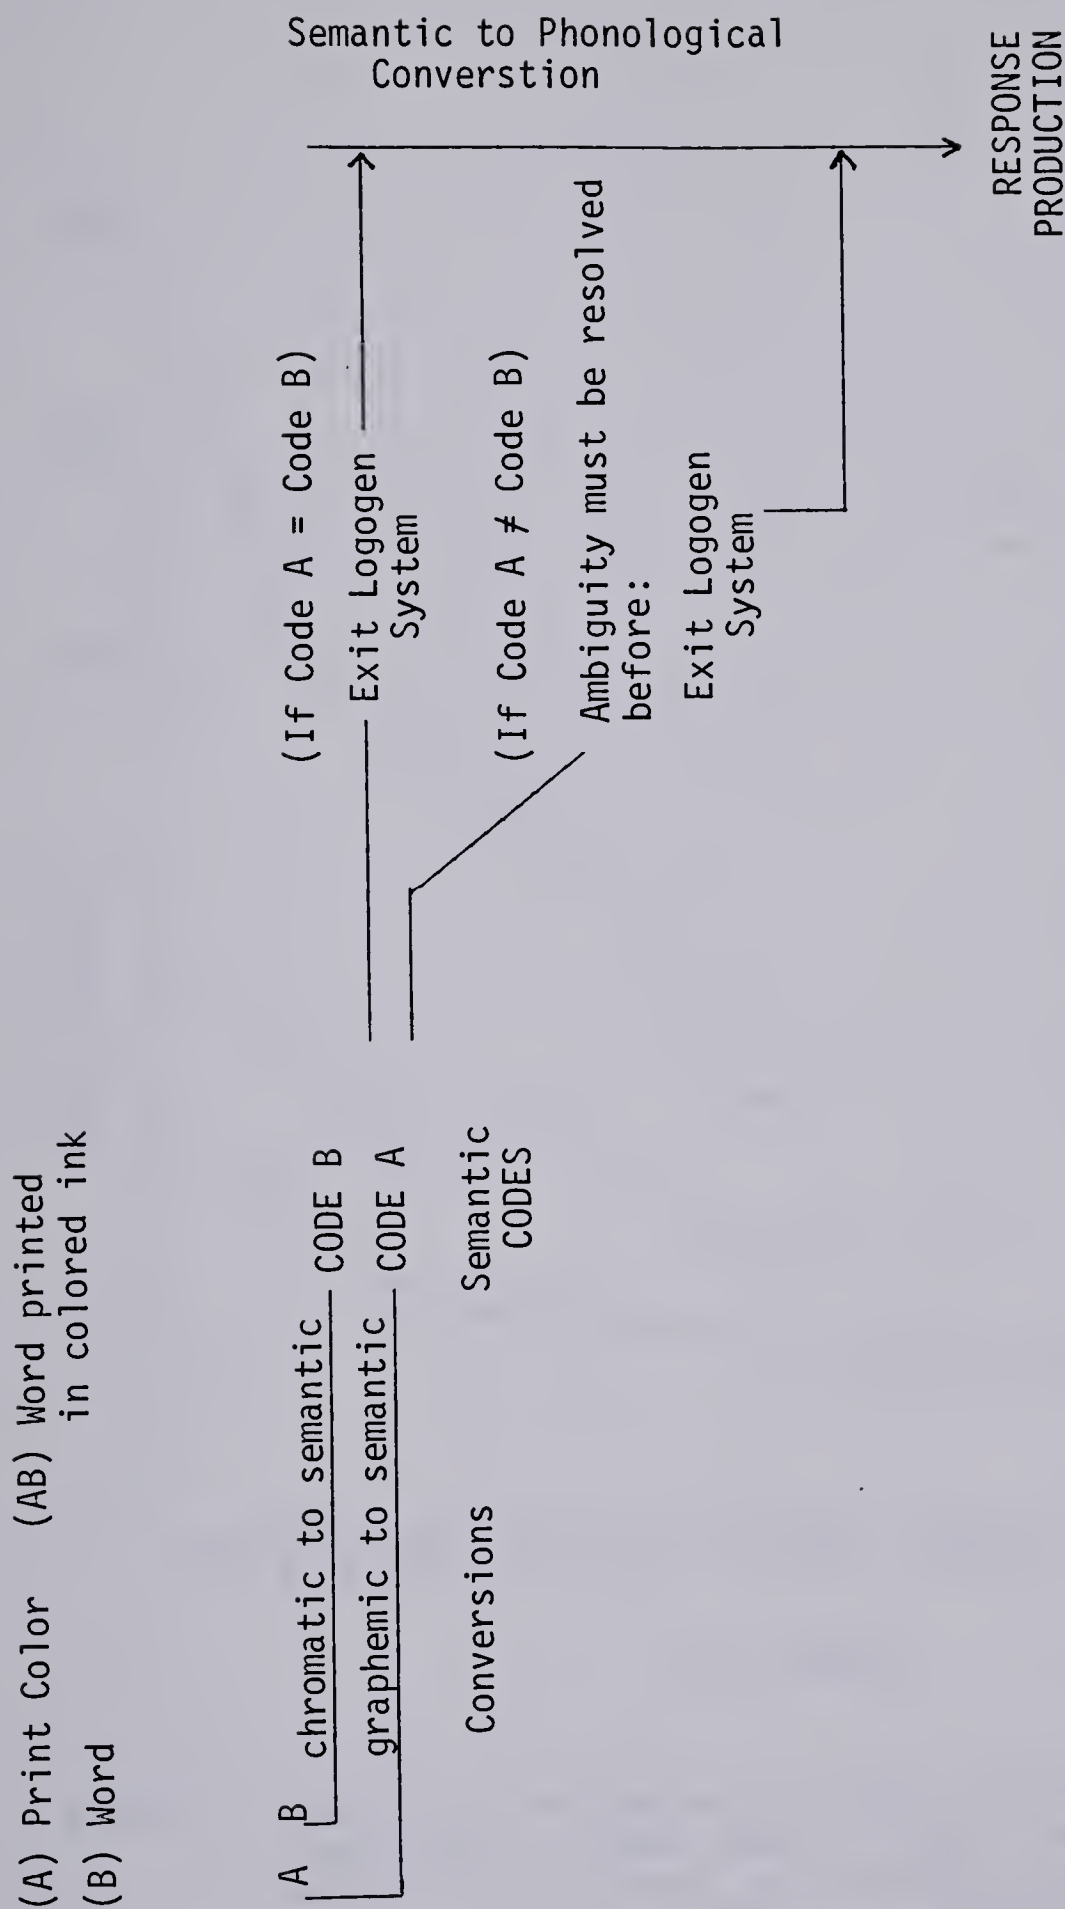 (A) Print Color (AB) Word printed
in colored ink
(B) Word
A B chromatic to semantic CODE B
graphemic to semantic CODE A
Conversions
Semantic
CODES
(If Code A = Code B)
Exit Logogen
System
(If Code A ≠ Code B)
Ambiguity must be resolved
before:
Exit Logogen
System
Semantic to Phonological
Converstion
RESPONSE
PRODUCTION